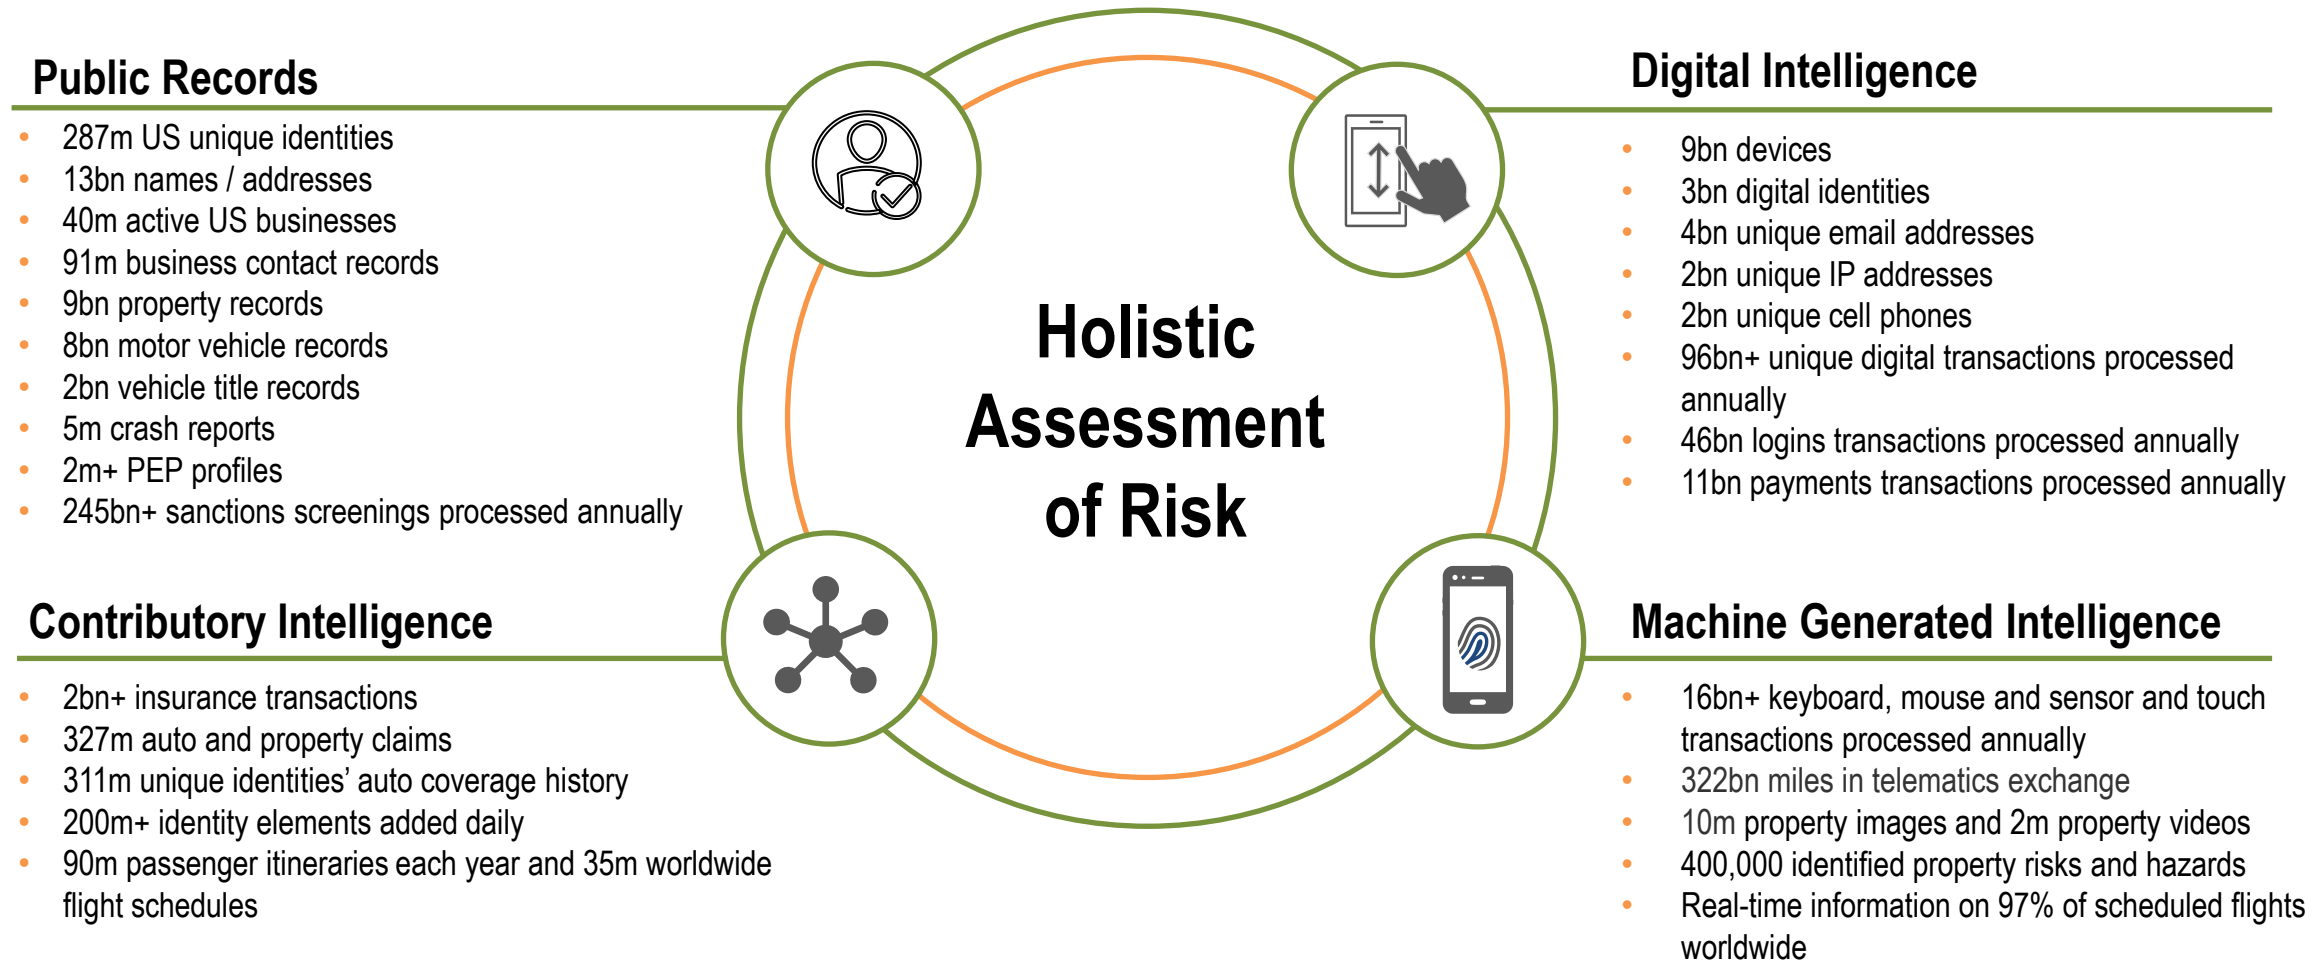 Public Records
• 287m US unique identities
• 13bn names / addresses
• 40m active US businesses
• 91m business contact records
• 9bn property records
• 8bn motor vehicle records
• 2bn vehicle title records
• 5m crash reports
• 2m+ PEP profiles
• 245bn+ sanctions screenings processed annually
Digital Intelligence
• 9bn devices
• 3bn digital identities
• 4bn unique email addresses
• 2bn unique IP addresses
• 2bn unique cell phones
• 96bn+ unique digital transactions processed
annually
• 46bn logins transactions processed annually
• 11bn payments transactions processed annually
Holistic
Assessment
of Risk
Contributory Intelligence
• 2bn+ insurance transactions
• 327m auto and property claims
• 311m unique identities’ auto coverage history
• 200m+ identity elements added daily
• 90m passenger itineraries each year and 35m worldwide
flight schedules
Machine Generated Intelligence
• 16bn+ keyboard, mouse and sensor and touch
transactions processed annually
• 322bn miles in telematics exchange
• 10m property images and 2m property videos
• 400,000 identified property risks and hazards
• Real-time information on 97% of scheduled flights
worldwide